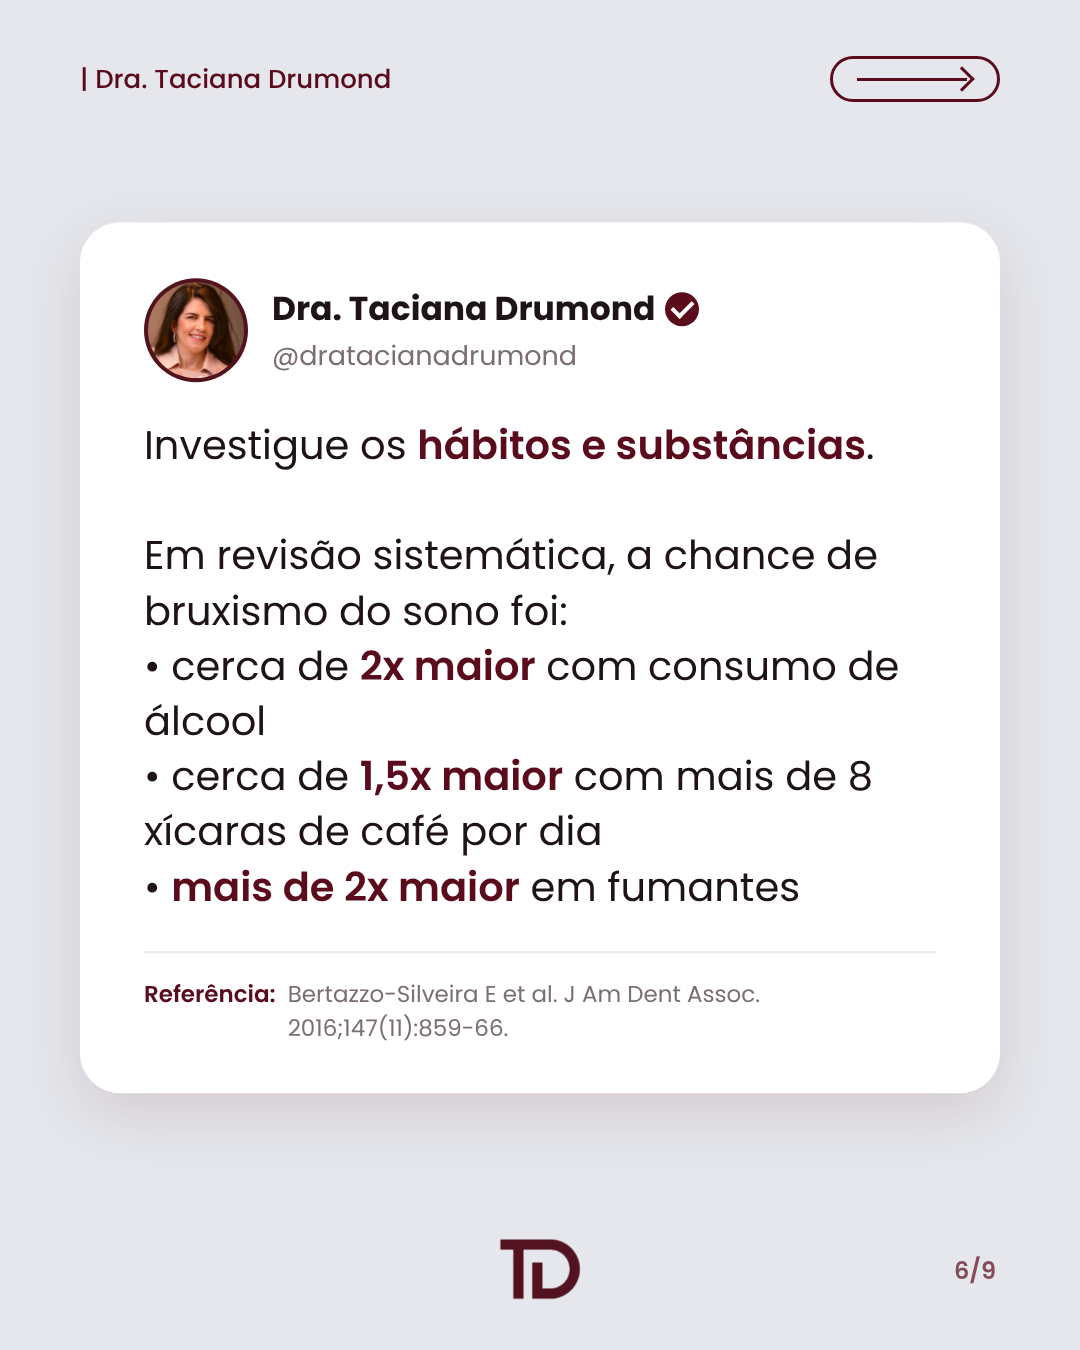 | Dra. Taciana Drumond
Dra. Taciana Drumond
@dratacianadrumond
Investigue os hábitos e substâncias.
Em revisão sistemática, a chance de
bruxismo do sono foi:
• cerca de 2x maior com consumo de
álcool
• cerca de 1,5x maior com mais de 8
xícaras de café por dia
• mais de 2x maior em fumantes
Referência: Bertazzo-Silveira E et al. J Am Dent Assoc.
2016;147(11):859-66.
TD
6/9